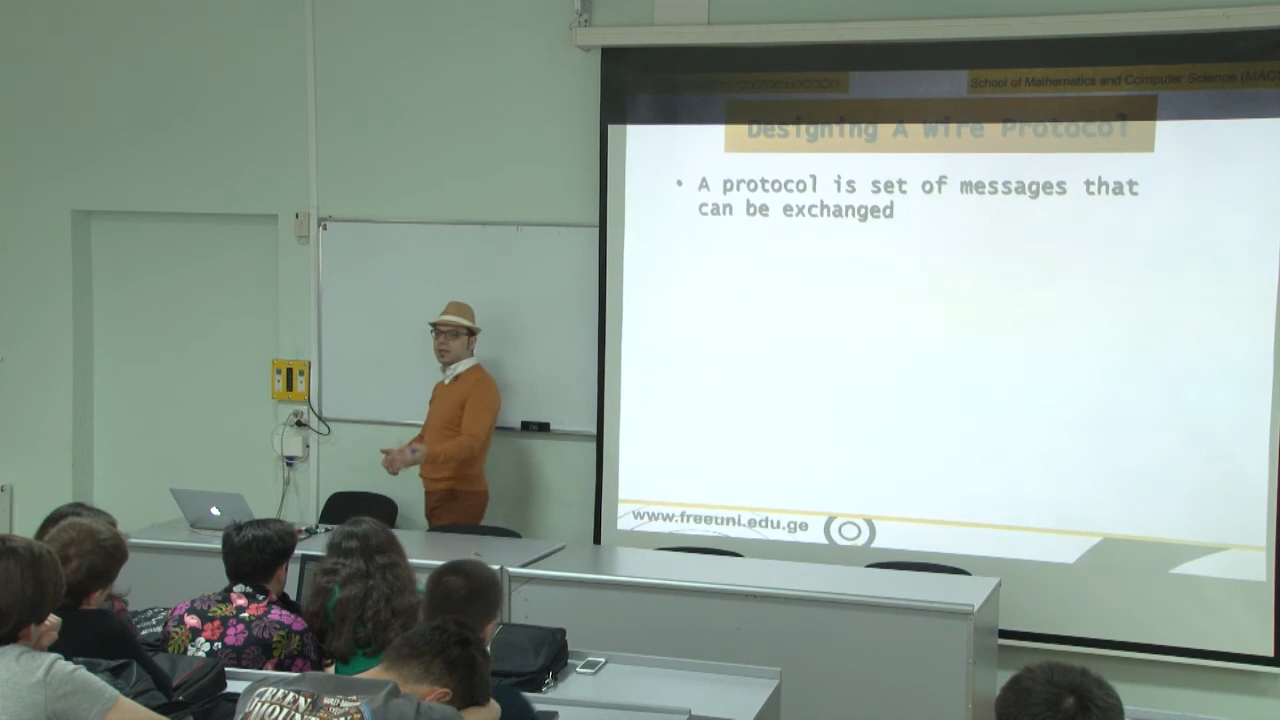 School of Mathematics and Computer Science (MACS
Designing A Wire Protocol
• A protocol is set of messages that
can be exchanged
www.freeuni.edu.ge